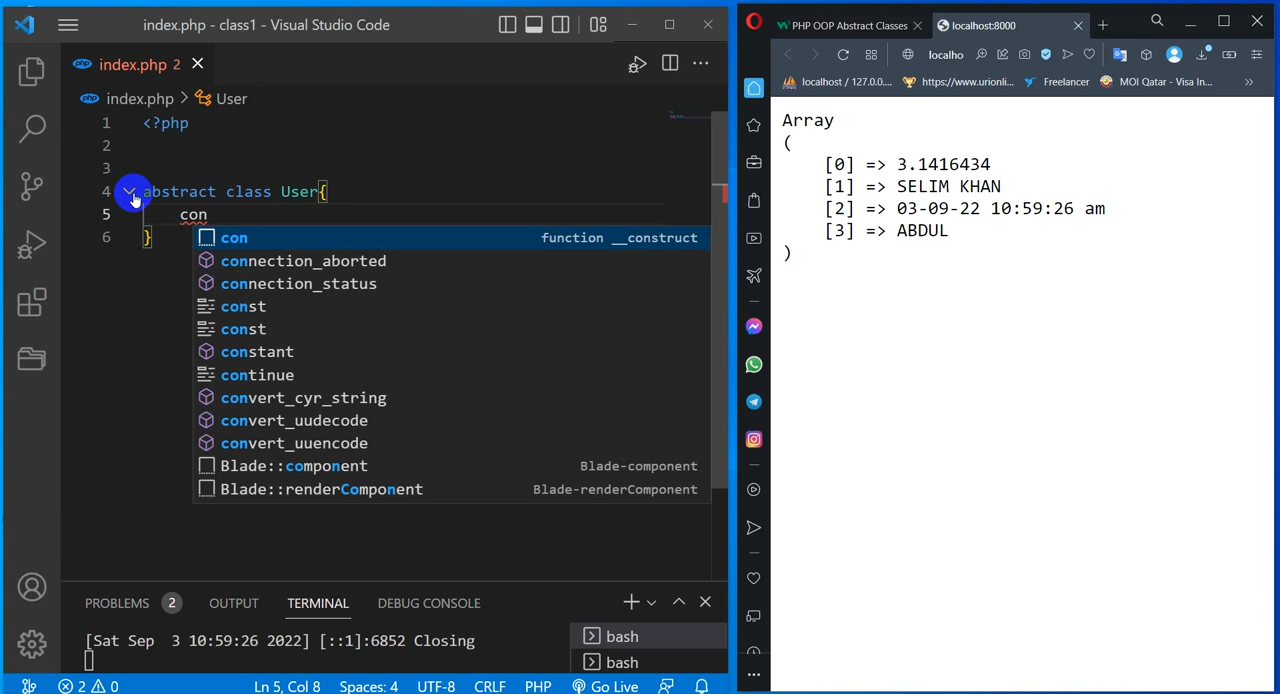 index.php - class1 - Visual Studio Code
index.php 2
index.php > User
1 <?php
2
3
4 abstract class User{
5 con
6 }
con function __construct
connection_aborted
connection_status
const
const
constant
continue
convert_cyr_string
convert_uudecode
convert_uuencode
Blade::component Blade-component
Blade::renderComponent Blade-renderComponent
PROBLEMS 2 OUTPUT TERMINAL DEBUG CONSOLE
[Sat Sep 3 10:59:26 2022] [::1]:6852 Closing
bash
bash
2 0 Ln 5, Col 8 Spaces: 4 UTF-8 CRLF PHP Go Live
PHP OOP Abstract Classes
localhost:8000
localho
localhost / 127.0.0.... https://www.urionli... Freelancer MOI Qatar - Visa In...
Array
(
[0] => 3.1416434
[1] => SELIM KHAN
[2] => 03-09-22 10:59:26 am
[3] => ABDUL
)